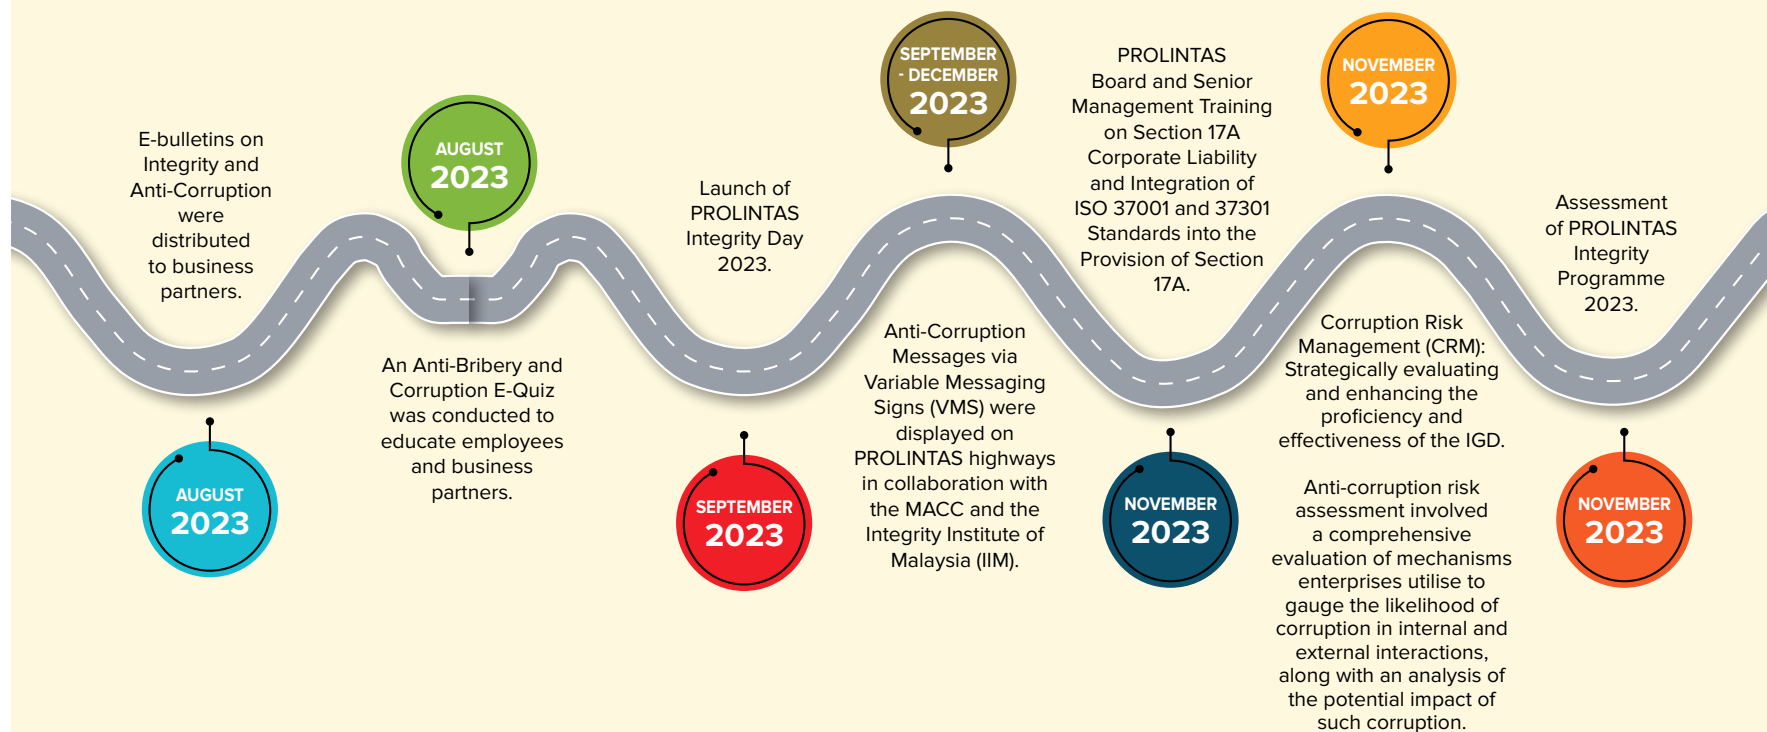 E-bulletins on
Integrity and
Anti-Corruption
were
distributed
to business
partners.
AUGUST
2023
AUGUST
2023
An Anti-Bribery and
Corruption E-Quiz
was conducted to
educate employees
and business
partners.
Launch of
PROLINTAS
Integrity Day
2023.
SEPTEMBER
2023
SEPTEMBER
- DECEMBER
2023
Anti-Corruption
Messages via
Variable Messaging
Signs (VMS) were
displayed on
PROLINTAS highways
in collaboration with
the MACC and the
Integrity Institute of
Malaysia (IIM).
PROLINTAS
Board and Senior
Management Training
on Section 17A
Corporate Liability
and Integration of
ISO 37001 and 37301
Standards into the
Provision of Section
17A.
NOVEMBER
2023
NOVEMBER
2023
Corruption Risk
Management (CRM):
Strategically evaluating
and enhancing the
proficiency and
effectiveness of the IGD.
Anti-corruption risk
assessment involved
a comprehensive
evaluation of mechanisms
enterprises utilise to
gauge the likelihood of
corruption in internal and
external interactions,
along with an analysis of
the potential impact of
such corruption.
Assessment
of PROLINTAS
Integrity
Programme
2023.
NOVEMBER
2023